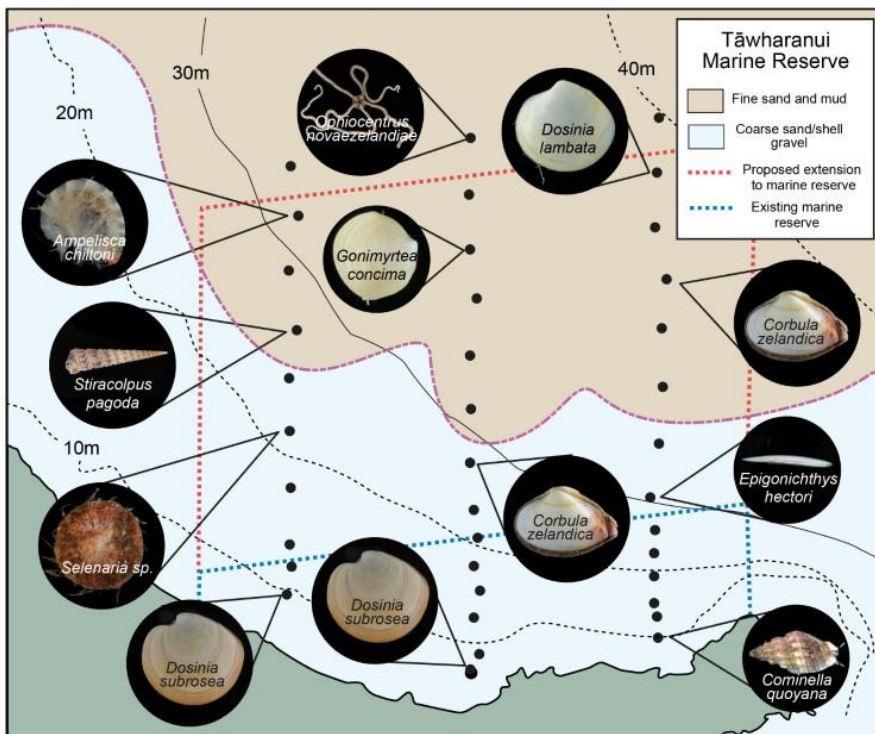 Tāwharanui
Marine Reserve
Fine sand and mud
Coarse sand/shell
gravel
Proposed extension
to marine reserve
Existing marine
reserve
30m
40m
20m
10m
Ophiocentrus
novaezelandiae
Dosinia
lambata
Ampelisca
chiltoni
Gonimyrtea
concima
Corbula
zelandica
Stiracolpus
pagoda
Epigonichthys
hectori
Corbula
zelandica
Selenaria sp.
Dosinia
subrosea
Dosinia
subrosea
Cominella
quoyana